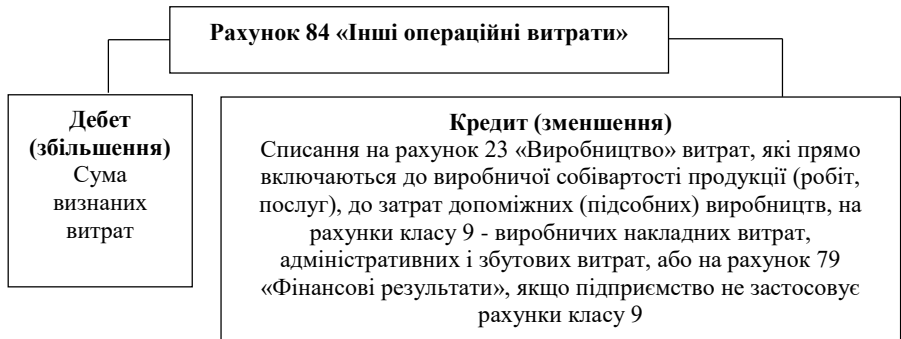 Рахунок 84 «Інші операційні витрати»
Дебет
(збільшення)
Сума
визнаних
витрат
Кредит (зменшення)
Списання на рахунок 23 «Виробництво» витрат, які прямо
включаються до виробничої собівартості продукції (робіт,
послуг), до затрат допоміжних (підсобних) виробництв, на
рахунки класу 9 - виробничих накладних витрат,
адміністративних і збутових витрат, або на рахунок 79
«Фінансові результати», якщо підприємство не застосовує
рахунки класу 9